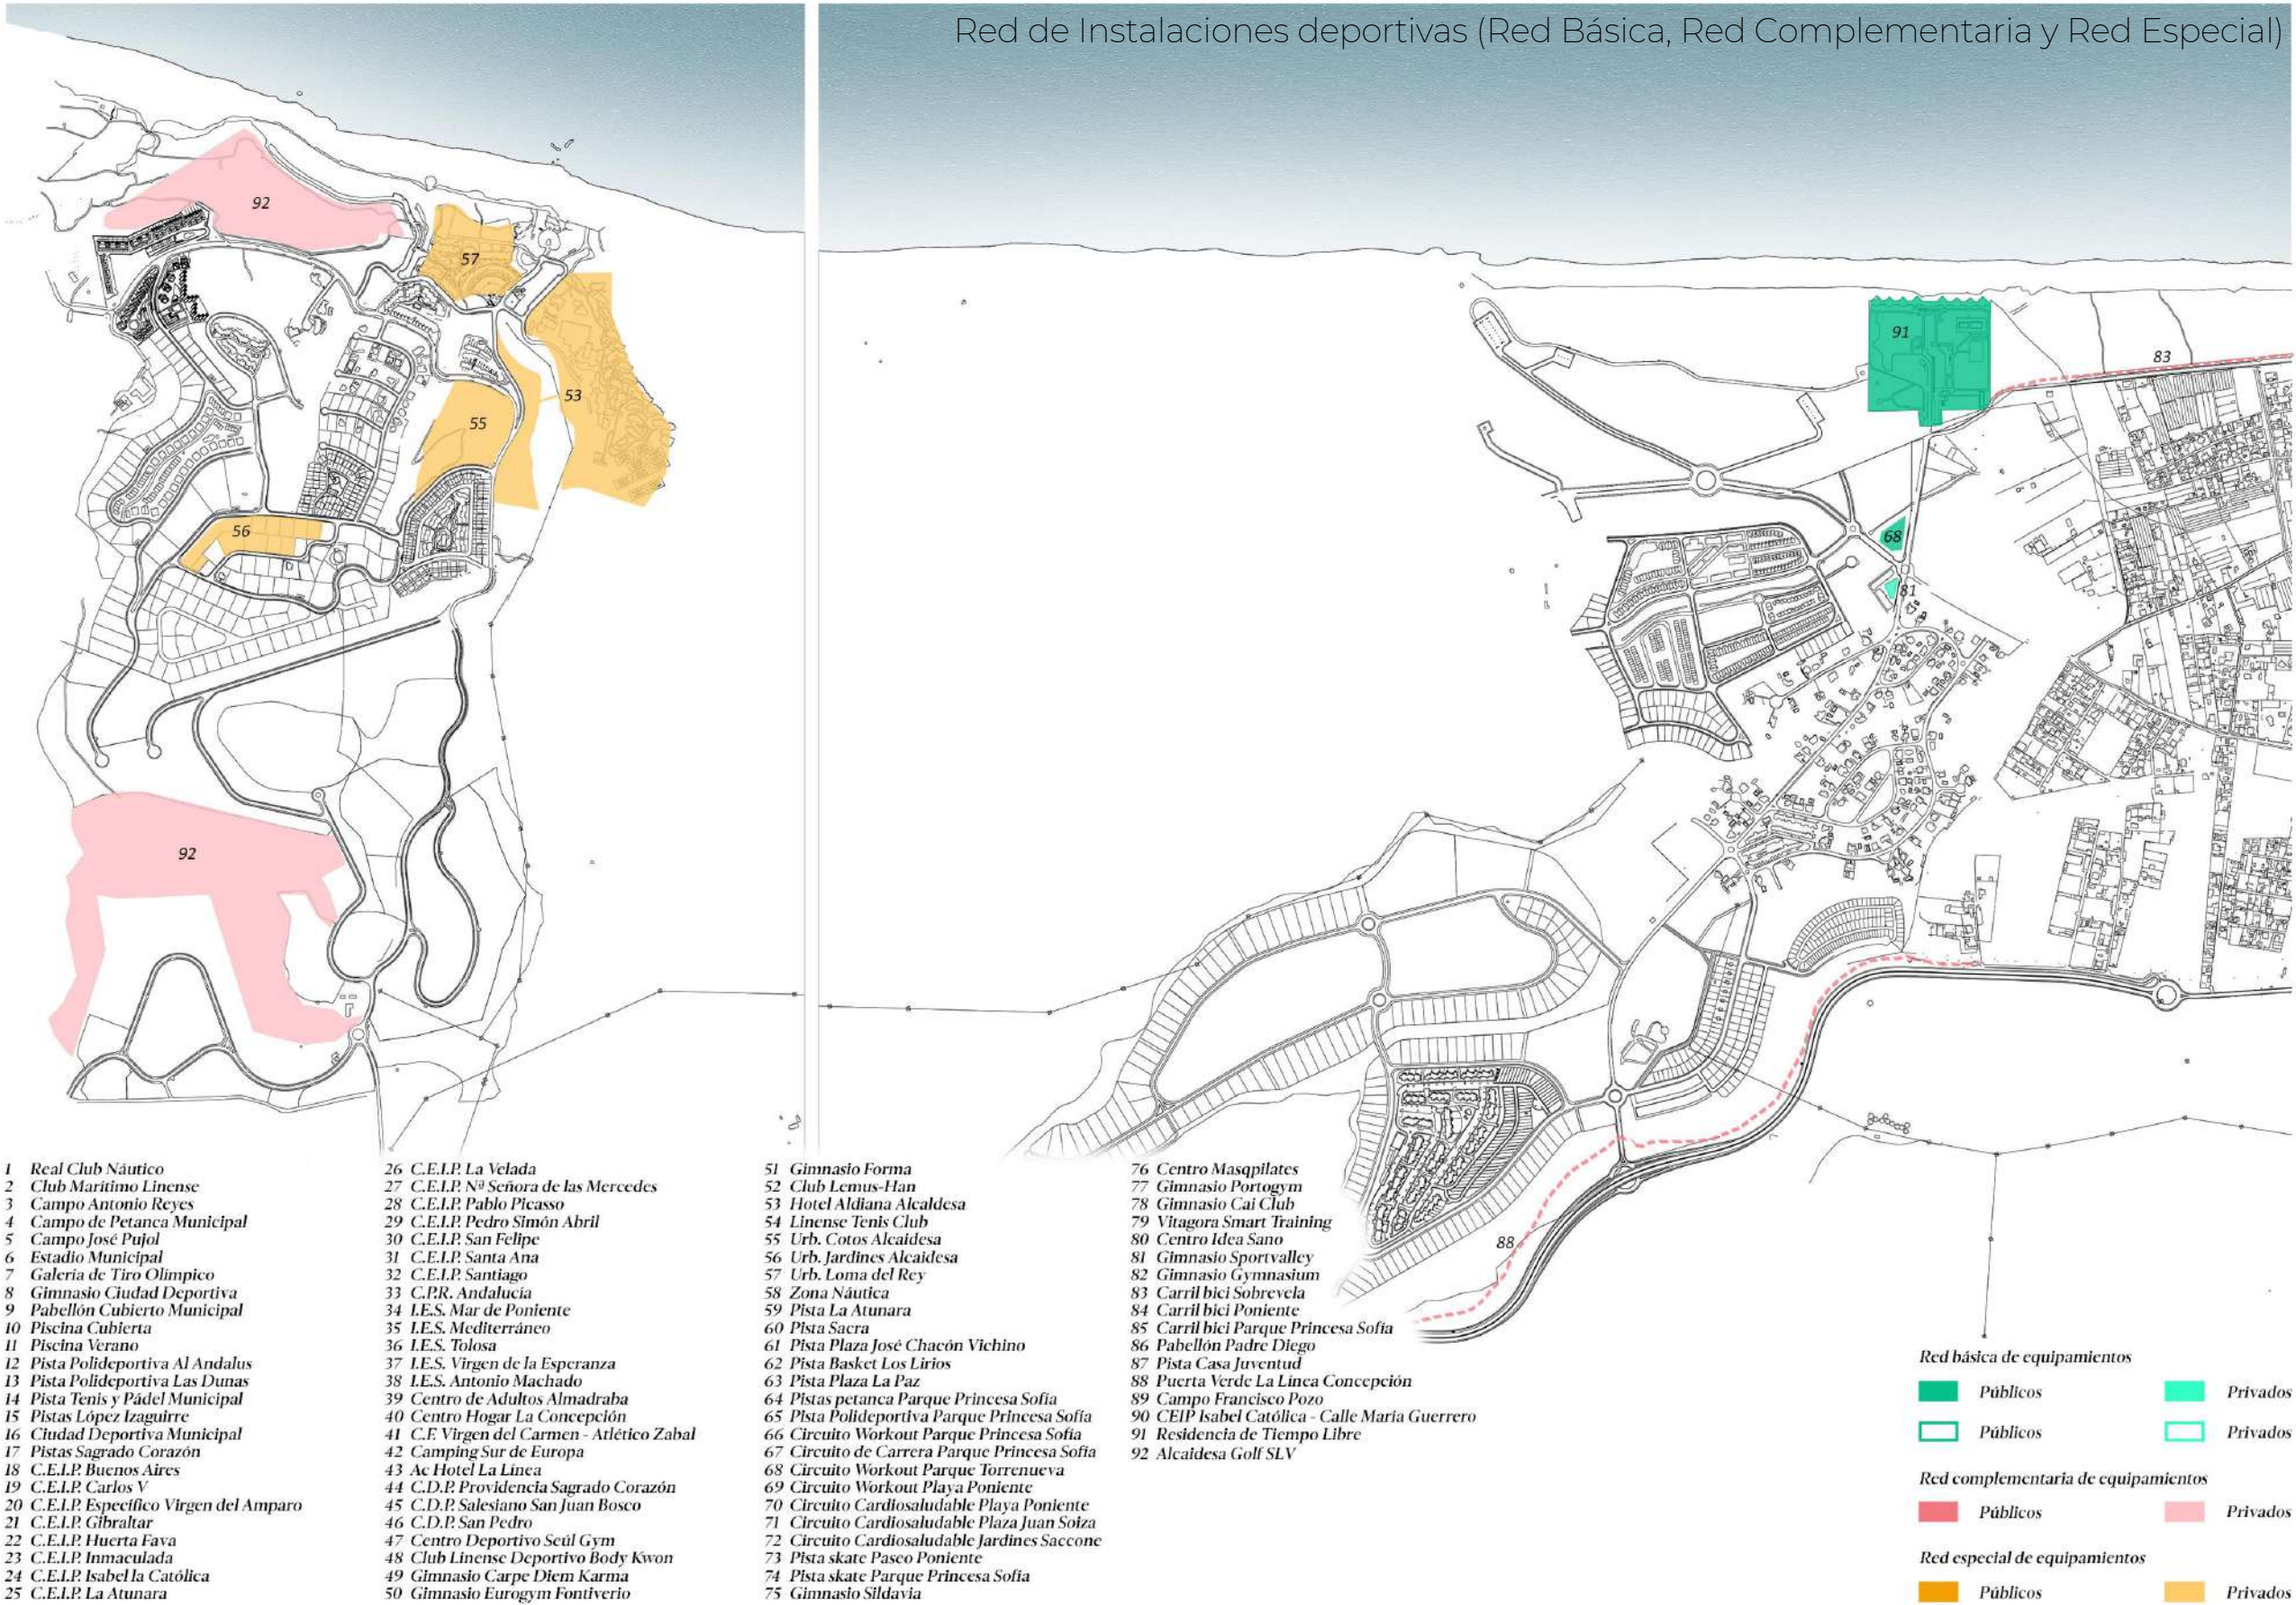 Red de Instalaciones deportivas (Red Básica, Red Complementaria y Red Especial)
92
57
53
55
56
92
91
83
68
81
88
1 Real Club Náutico
2 Club Marítimo Linense
3 Campo Antonio Reyes
4 Campo de Petanca Municipal
5 Campo José Pujol
6 Estadio Municipal
7 Galería de Tiro Olímpico
8 Gimnasio Ciudad Deportiva
9 Pabellón Cubierto Municipal
10 Piscina Cubierta
11 Piscina Verano
12 Pista Polideportiva Al Andalus
13 Pista Polideportiva Las Dunas
14 Pista Tenis y Pádel Municipal
15 Pistas López Izaguirre
16 Ciudad Deportiva Municipal
17 Pistas Sagrado Corazón
18 C.E.I.P. Buenos Aires
19 C.E.I.P. Carlos V
20 C.E.I.P. Específico Virgen del Amparo
21 C.E.I.P. Gibraltar
22 C.E.I.P. Huerta Fava
23 C.E.I.P. Inmaculada
24 C.E.I.P. Isabel la Católica
25 C.E.I.P. La Atunara
26 C.E.I.P. La Velada
27 C.E.I.P. Nª Señora de las Mercedes
28 C.E.I.P. Pablo Picasso
29 C.E.I.P. Pedro Simón Abril
30 C.E.I.P. San Felipe
31 C.E.I.P. Santa Ana
32 C.E.I.P. Santiago
33 C.P.R. Andalucía
34 I.E.S. Mar de Poniente
35 I.E.S. Mediterráneo
36 I.E.S. Tolosa
37 I.E.S. Virgen de la Esperanza
38 I.E.S. Antonio Machado
39 Centro de Adultos Almadraba
40 Centro Hogar La Concepción
41 C.F. Virgen del Carmen - Atlético Zabal
42 Camping Sur de Europa
43 Ac Hotel La Línea
44 C.D.P. Providencia Sagrado Corazón
45 C.D.P. Salesiano San Juan Bosco
46 C.D.P. San Pedro
47 Centro Deportivo Seúl Gym
48 Club Linense Deportivo Body Kwon
49 Gimnasio Carpe Diem Karma
50 Gimnasio Eurogym Fontiverio
51 Gimnasio Forma
52 Club Lemus-Han
53 Hotel Aldiana Alcaldesa
54 Linense Tenis Club
55 Urb. Cotos Alcaidesa
56 Urb. Jardines Alcaidesa
57 Urb. Loma del Rey
58 Zona Náutica
59 Pista La Atunara
60 Pista Sacra
61 Pista Plaza José Chacón Vichino
62 Pista Basket Los Lirios
63 Pista Plaza La Paz
64 Pistas petanca Parque Princesa Sofía
65 Pista Polideportiva Parque Princesa Sofía
66 Circuito Workout Parque Princesa Sofía
67 Circuito de Carrera Parque Princesa Sofía
68 Circuito Workout Parque Torrenueva
69 Circuito Workout Playa Poniente
70 Circuito Cardiosaludable Playa Poniente
71 Circuito Cardiosaludable Plaza Juan Soiza
72 Circuito Cardiosaludable Jardines Saccone
73 Pista skate Paseo Poniente
74 Pista skate Parque Princesa Sofía
75 Gimnasio Sildavia
76 Centro Masqpilates
77 Gimnasio Portogym
78 Gimnasio Cai Club
79 Vitagora Smart Training
80 Centro Idea Sano
81 Gimnasio Sportvalley
82 Gimnasio Gymnasium
83 Carril bici Sobrevela
84 Carril bici Poniente
85 Carril bici Parque Princesa Sofía
86 Pabellón Padre Diego
87 Pista Casa Juventud
88 Puerta Verde La Línea Concepción
89 Campo Francisco Pozo
90 CEIP Isabel Católica - Calle María Guerrero
91 Residencia de Tiempo Libre
92 Alcaidesa Golf SLV
Red básica de equipamientos
Públicos Privados
Públicos Privados
Red complementaria de equipamientos
Públicos Privados
Red especial de equipamientos
Públicos Privados